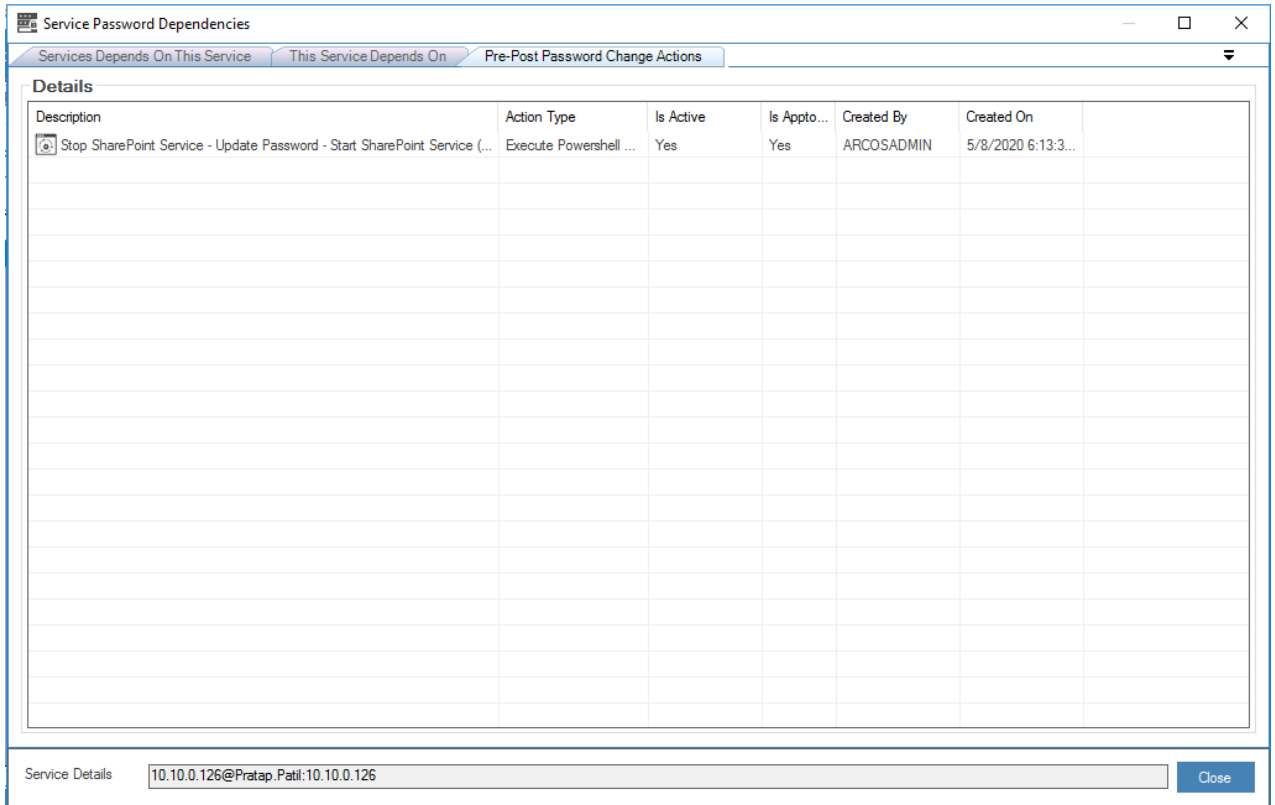 Service Password Dependencies
Services Depends On This Service This Service Depends On Pre-Post Password Change Actions
Details
Description Action Type Is Active Is Appto... Created By Created On
Stop SharePoint Service - Update Password - Start SharePoint Service (... Execute Powershell ... Yes Yes ARCOSADMIN 5/8/2020 6:13:3...
Service Details 10.10.0.126@Pratap.Patil:10.10.0.126 Close